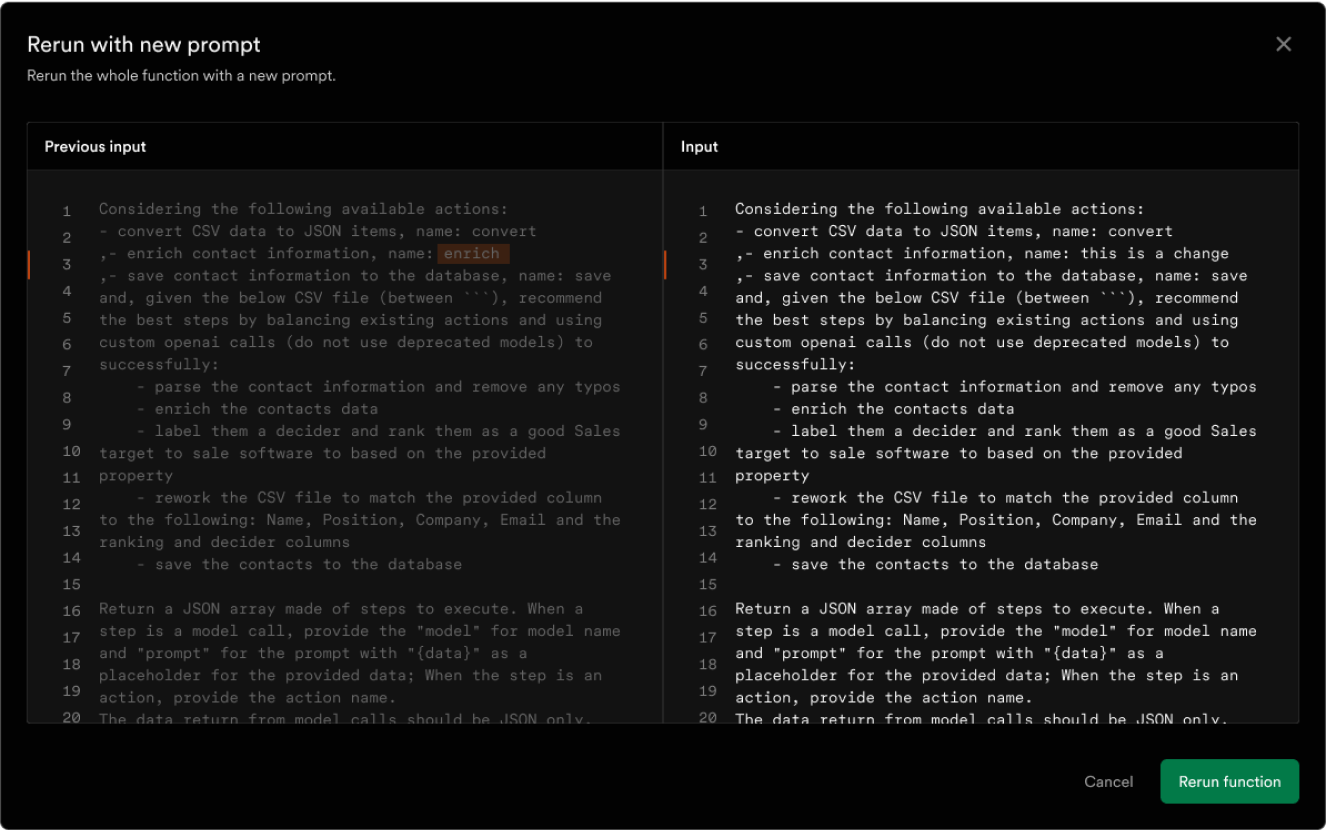 Rerun with new prompt
Rerun the whole function with a new prompt.
Previous input
1
2
3
4
5
6
7
8
9
10
11
12
13
14
15
16
17
18
19
20
Considering the following available actions:
- convert CSV data to JSON items, name: convert
,- enrich contact information, name: enrich
,- save contact information to the database, name: save
and, given the below CSV file (between ```), recommend
the best steps by balancing existing actions and using
custom openai calls (do not use deprecated models) to
successfully:
- parse the contact information and remove any typos
- enrich the contacts data
- label them a decider and rank them as a good Sales
target to sale software to based on the provided
property
- rework the CSV file to match the provided column
to the following: Name, Position, Company, Email and the
ranking and decider columns
- save the contacts to the database
Return a JSON array made of steps to execute. When a
step is a model call, provide the "model" for model name
and "prompt" for the prompt with "{data}" as a
placeholder for the provided data; When the step is an
action, provide the action name.
The data return from model calls should be JSON only.
Input
1
2
3
4
5
6
7
8
9
10
11
12
13
14
15
16
17
18
19
20
Considering the following available actions:
- convert CSV data to JSON items, name: convert
,- enrich contact information, name: this is a change
,- save contact information to the database, name: save
and, given the below CSV file (between ```), recommend
the best steps by balancing existing actions and using
custom openai calls (do not use deprecated models) to
successfully:
- parse the contact information and remove any typos
- enrich the contacts data
- label them a decider and rank them as a good Sales
target to sale software to based on the provided
property
- rework the CSV file to match the provided column
to the following: Name, Position, Company, Email and the
ranking and decider columns
- save the contacts to the database
Return a JSON array made of steps to execute. When a
step is a model call, provide the "model" for model name
and "prompt" for the prompt with "{data}" as a
placeholder for the provided data; When the step is an
action, provide the action name.
The data return from model calls should be JSON only.
Cancel
Rerun function